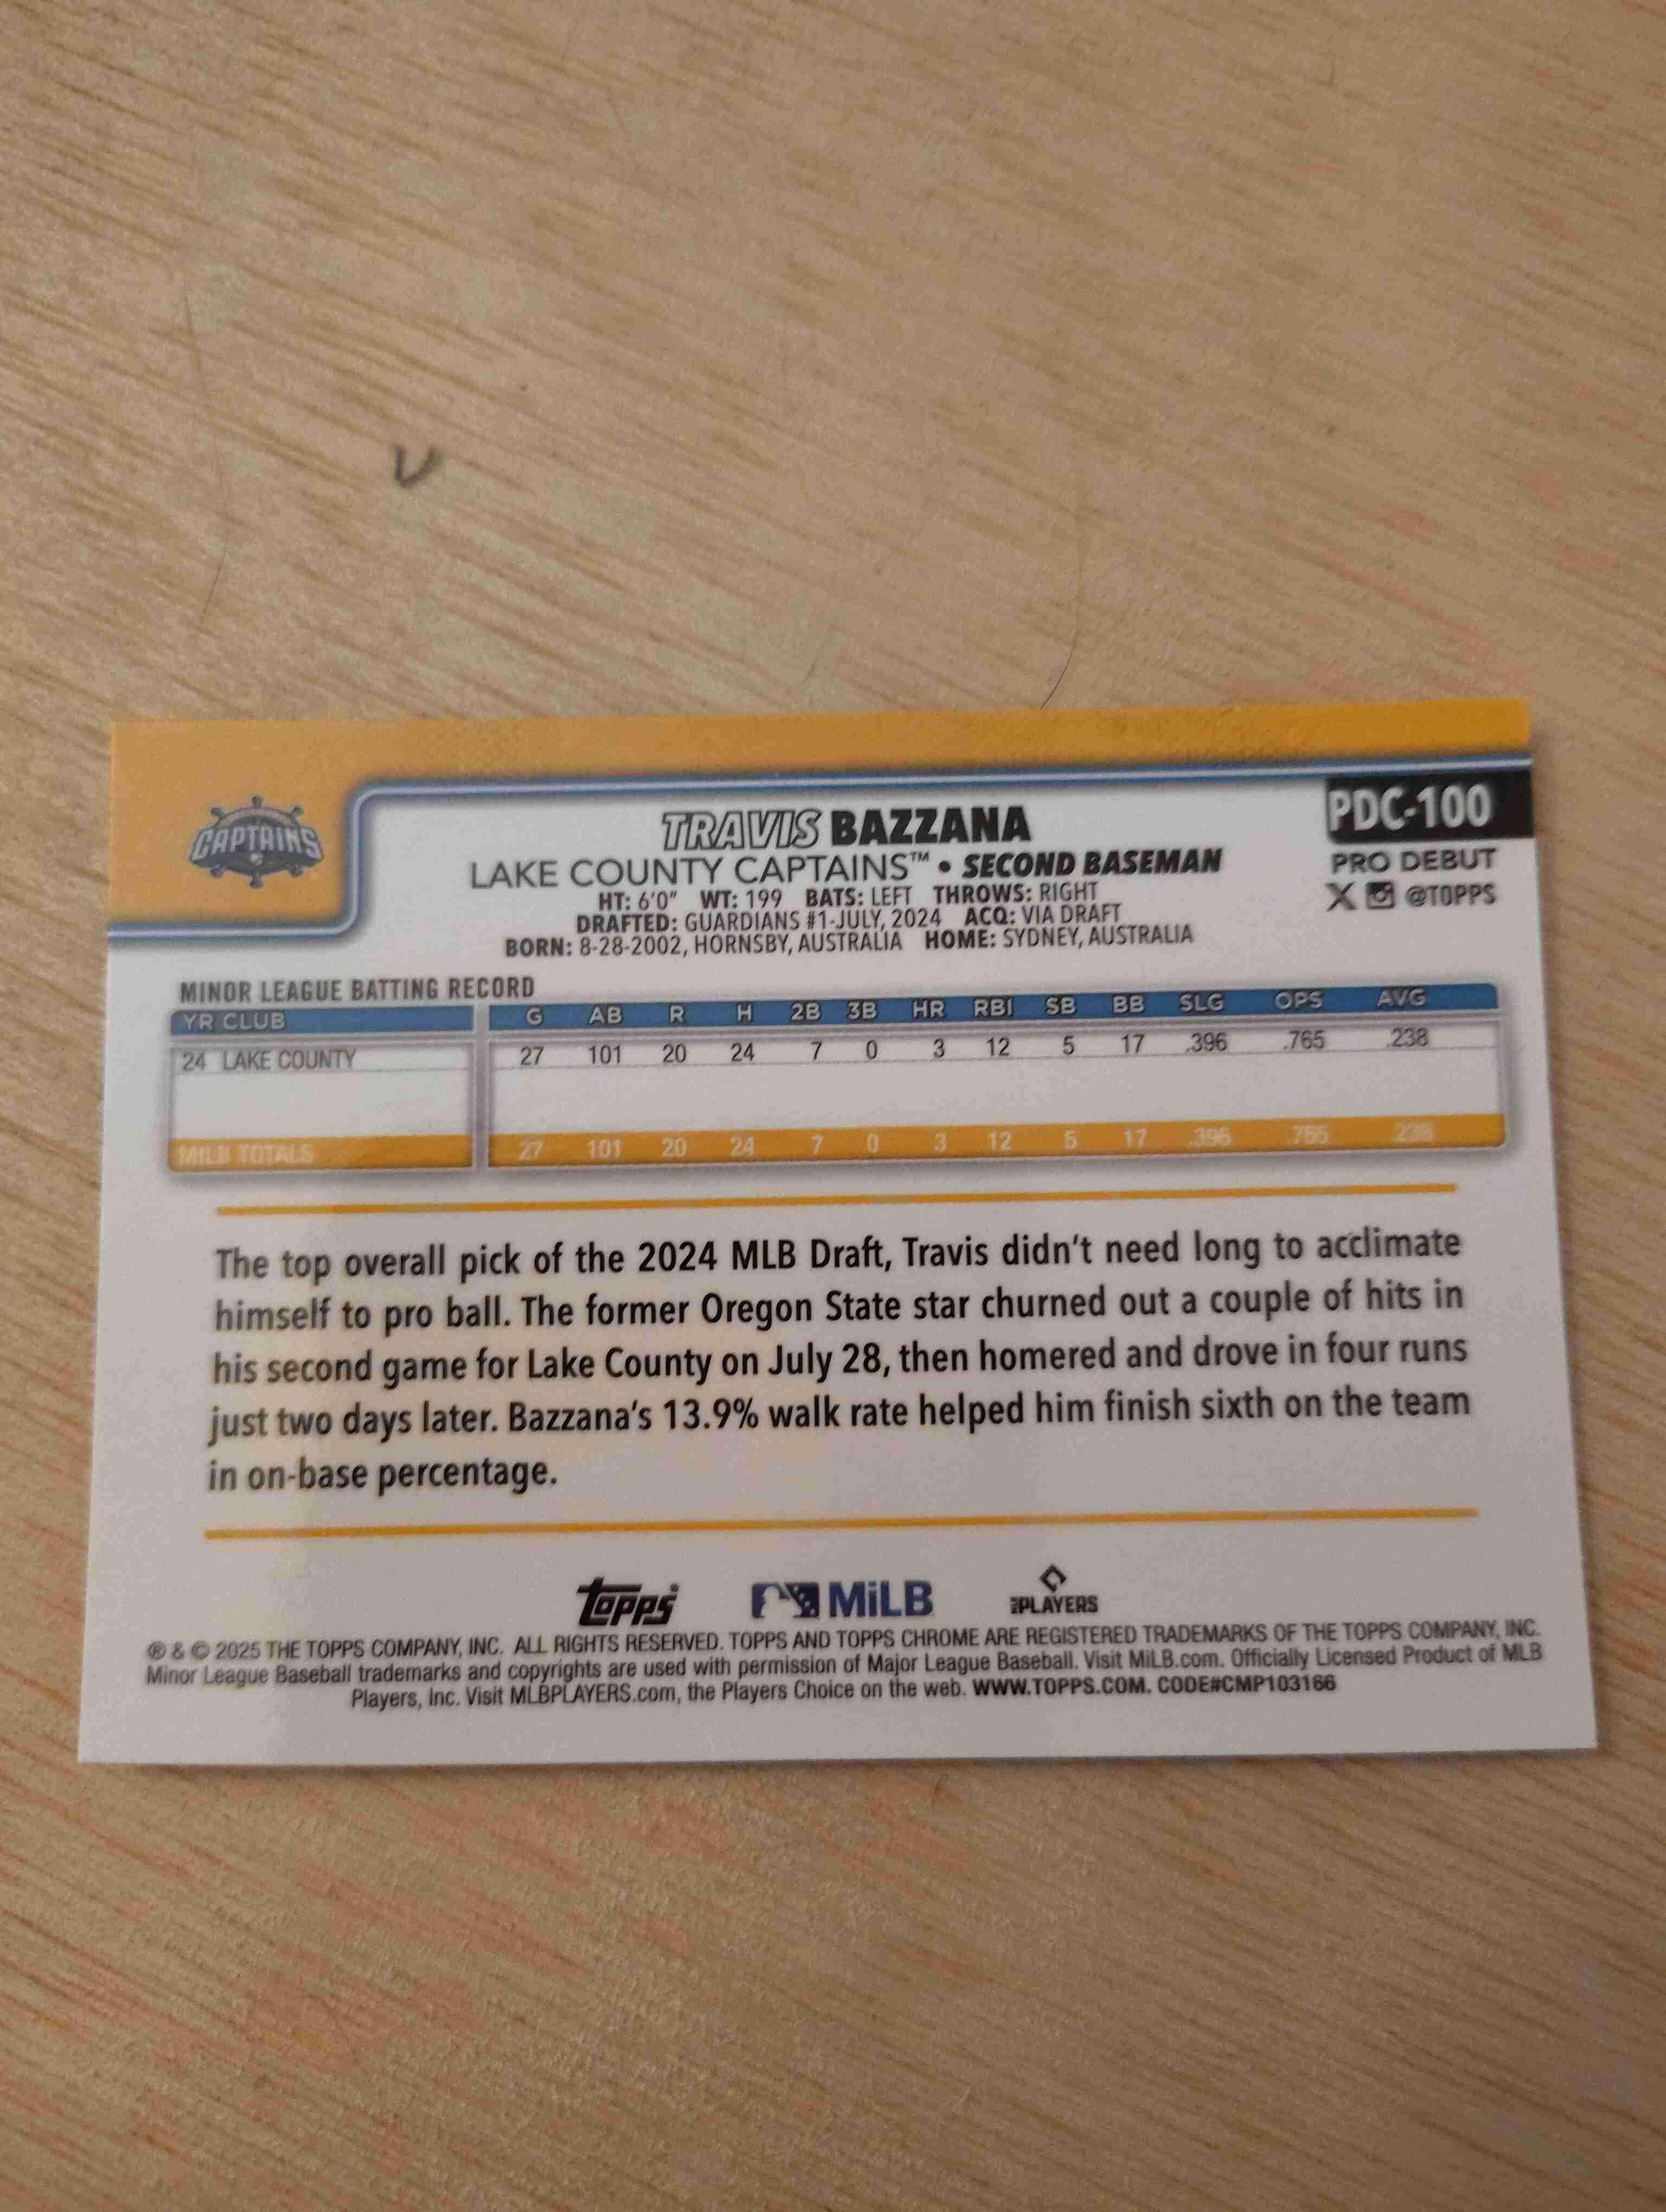 CAPTAINS
TRAVIS BAZZANA
PDC-100
LAKE COUNTY CAPTAINS™ • SECOND BASEMAN
PRO DEBUT
HT: 6'0" WT: 199 BATS: LEFT THROWS: RIGHT
X @TOPPS
DRAFTED: GUARDIANS #1-JULY, 2024 ACQ: VIA DRAFT
BORN: 8-28-2002, HORNSBY, AUSTRALIA HOME: SYDNEY, AUSTRALIA
MINOR LEAGUE BATTING RECORD
YR CLUB G AB R H 2B 3B HR RBI SB BB SLG OPS AVG
24 LAKE COUNTY 27 101 20 24 7 0 3 12 5 17 .396 .765 .238
MiLB TOTALS 27 101 20 24 7 0 3 12 5 17 .396 .765 .238
The top overall pick of the 2024 MLB Draft, Travis didn't need long to acclimate
himself to pro ball. The former Oregon State star churned out a couple of hits in
his second game for Lake County on July 28, then homered and drove in four runs
just two days later. Bazzana's 13.9% walk rate helped him finish sixth on the team
in on-base percentage.
topps MiLB PLAYERS
® & © 2025 THE TOPPS COMPANY, INC. ALL RIGHTS RESERVED. TOPPS AND TOPPS CHROME ARE REGISTERED TRADEMARKS OF THE TOPPS COMPANY, INC.
Minor League Baseball trademarks and copyrights are used with permission of Major League Baseball. Visit MiLB.com. Officially Licensed Product of MLB
Players, Inc. Visit MLBPLAYERS.com, the Players Choice on the web. WWW.TOPPS.COM. CODE#CMP103166